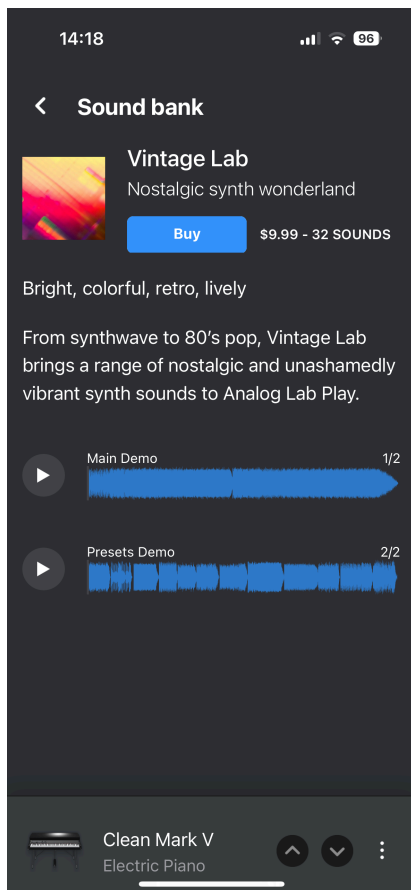 14:18
96
Sound bank
Vintage Lab
Nostalgic synth wonderland
Buy
$9.99 - 32 SOUNDS
Bright, colorful, retro, lively
From synthwave to 80’s pop, Vintage Lab
brings a range of nostalgic and unashamedly
vibrant synth sounds to Analog Lab Play.
Main Demo 1/2
Presets Demo 2/2
Clean Mark V
Electric Piano